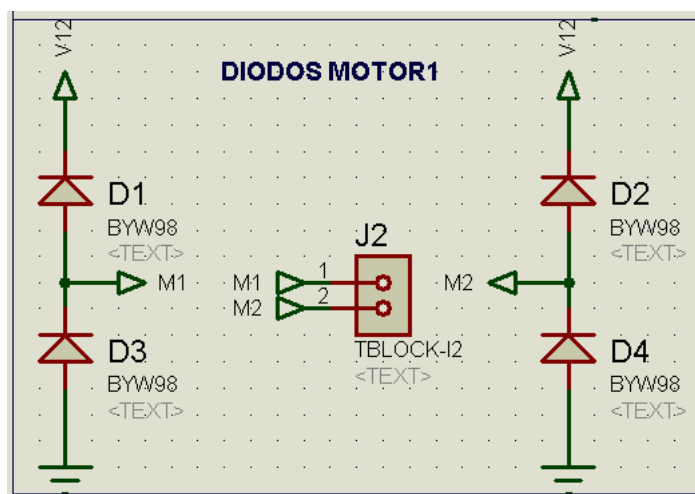 V12
V12
DIODOS MOTOR1
D1
BYW98
<TEXT>
D2
BYW98
<TEXT>
J2
M1
M1
1
M2
2
M2
TBLOCK-I2
<TEXT>
D3
BYW98
<TEXT>
D4
BYW98
<TEXT>